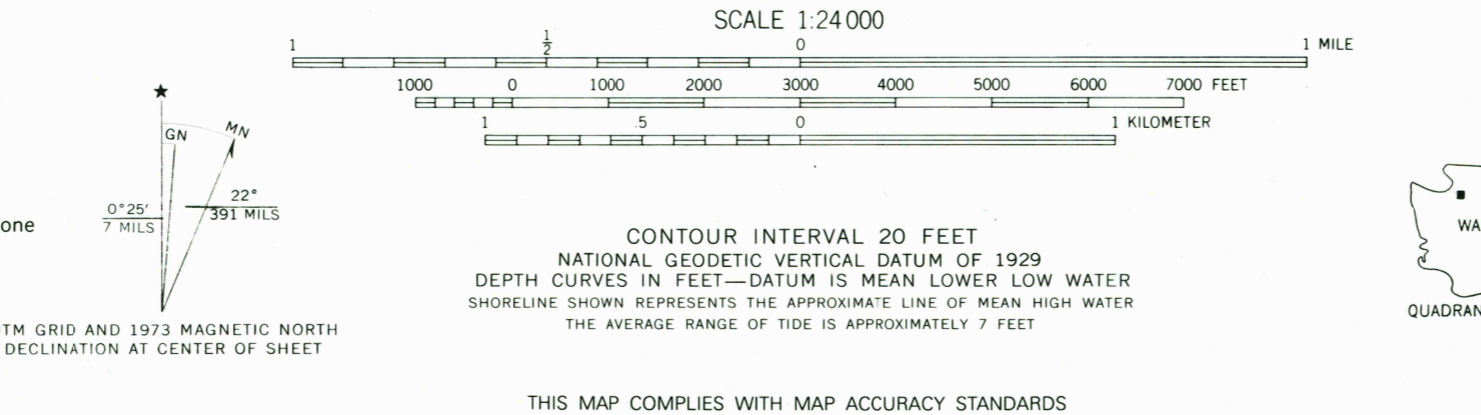 SCALE 1:24 000
1 ½ 0 1 MILE
1000 0 1000 2000 3000 4000 5000 6000 7000 FEET
1 .5 0 1 KILOMETER
★
GN MN
0°25′
7 MILS
22°
391 MILS
one
UTM GRID AND 1973 MAGNETIC NORTH
DECLINATION AT CENTER OF SHEET
CONTOUR INTERVAL 20 FEET
NATIONAL GEODETIC VERTICAL DATUM OF 1929
DEPTH CURVES IN FEET—DATUM IS MEAN LOWER LOW WATER
SHORELINE SHOWN REPRESENTS THE APPROXIMATE LINE OF MEAN HIGH WATER
THE AVERAGE RANGE OF TIDE IS APPROXIMATELY 7 FEET
THIS MAP COMPLIES WITH MAP ACCURACY STANDARDS
WA
QUADRAN